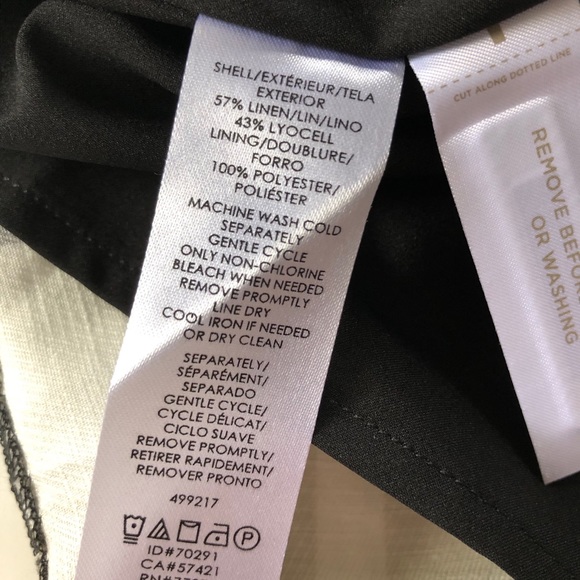 SHELL/EXTÉRIEUR/TELA
EXTERIOR
57% LINEN/LIN/LINO
43% LYOCELL
LINING/DOUBLURE/
FORRO
100% POLYESTER/
POLIÉSTER
MACHINE WASH COLD
SEPARATELY
GENTLE CYCLE
ONLY NON-CHLORINE
BLEACH WHEN NEEDED
REMOVE PROMPTLY
LINE DRY
COOL IRON IF NEEDED
OR DRY CLEAN
SEPARATELY/
SÉPARÉMENT/
SEPARADO
GENTLE CYCLE/
CYCLE DÉLICAT/
CICLO SUAVE
REMOVE PROMPTLY/
RETIRER RAPIDEMENT/
REMOVER PRONTO
499217
P
ID#70291
CA#57421
CUT ALONG DOTTED LINE
REMOVE
OR WASHING